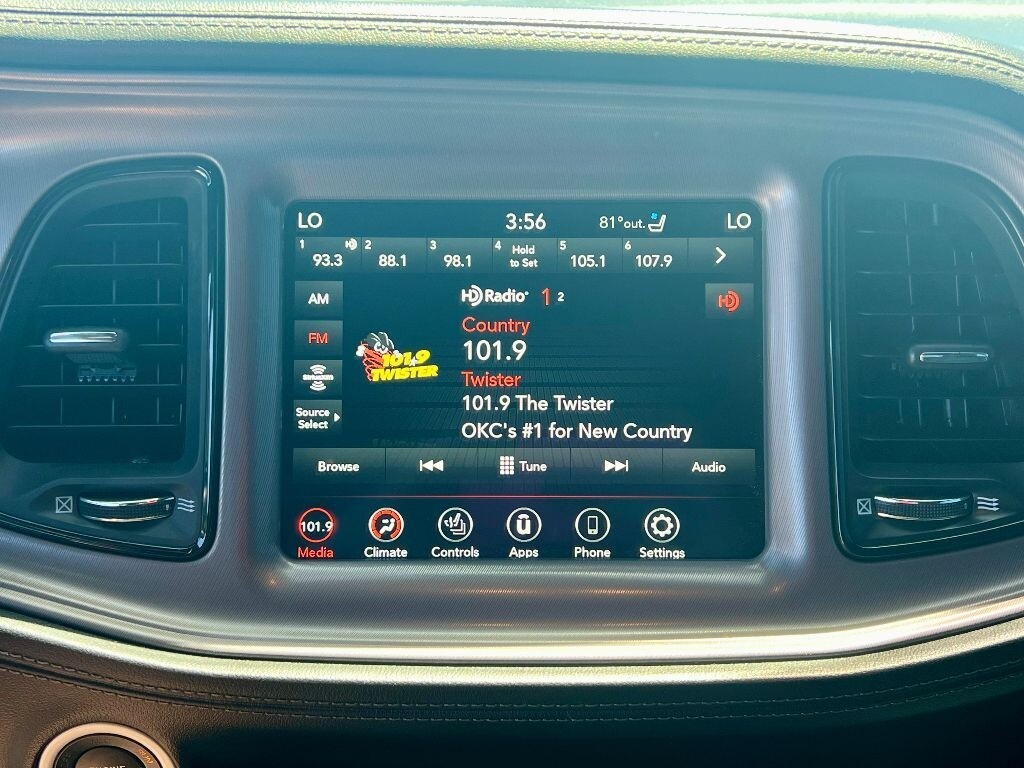 LO 3:56 81°out. LO
1 93.3 2 88.1 3 98.1 4 Hold to Set 5 105.1 6 107.9
AM
HD Radio 1 2
HD
Country
FM
101.9
101.9
TWISTER
SiriusXM
Twister
101.9 The Twister
Source
Select
OKC's #1 for New Country
Browse Tune Audio
101.9
Media Climate Controls Apps Phone Settings
ENGINE